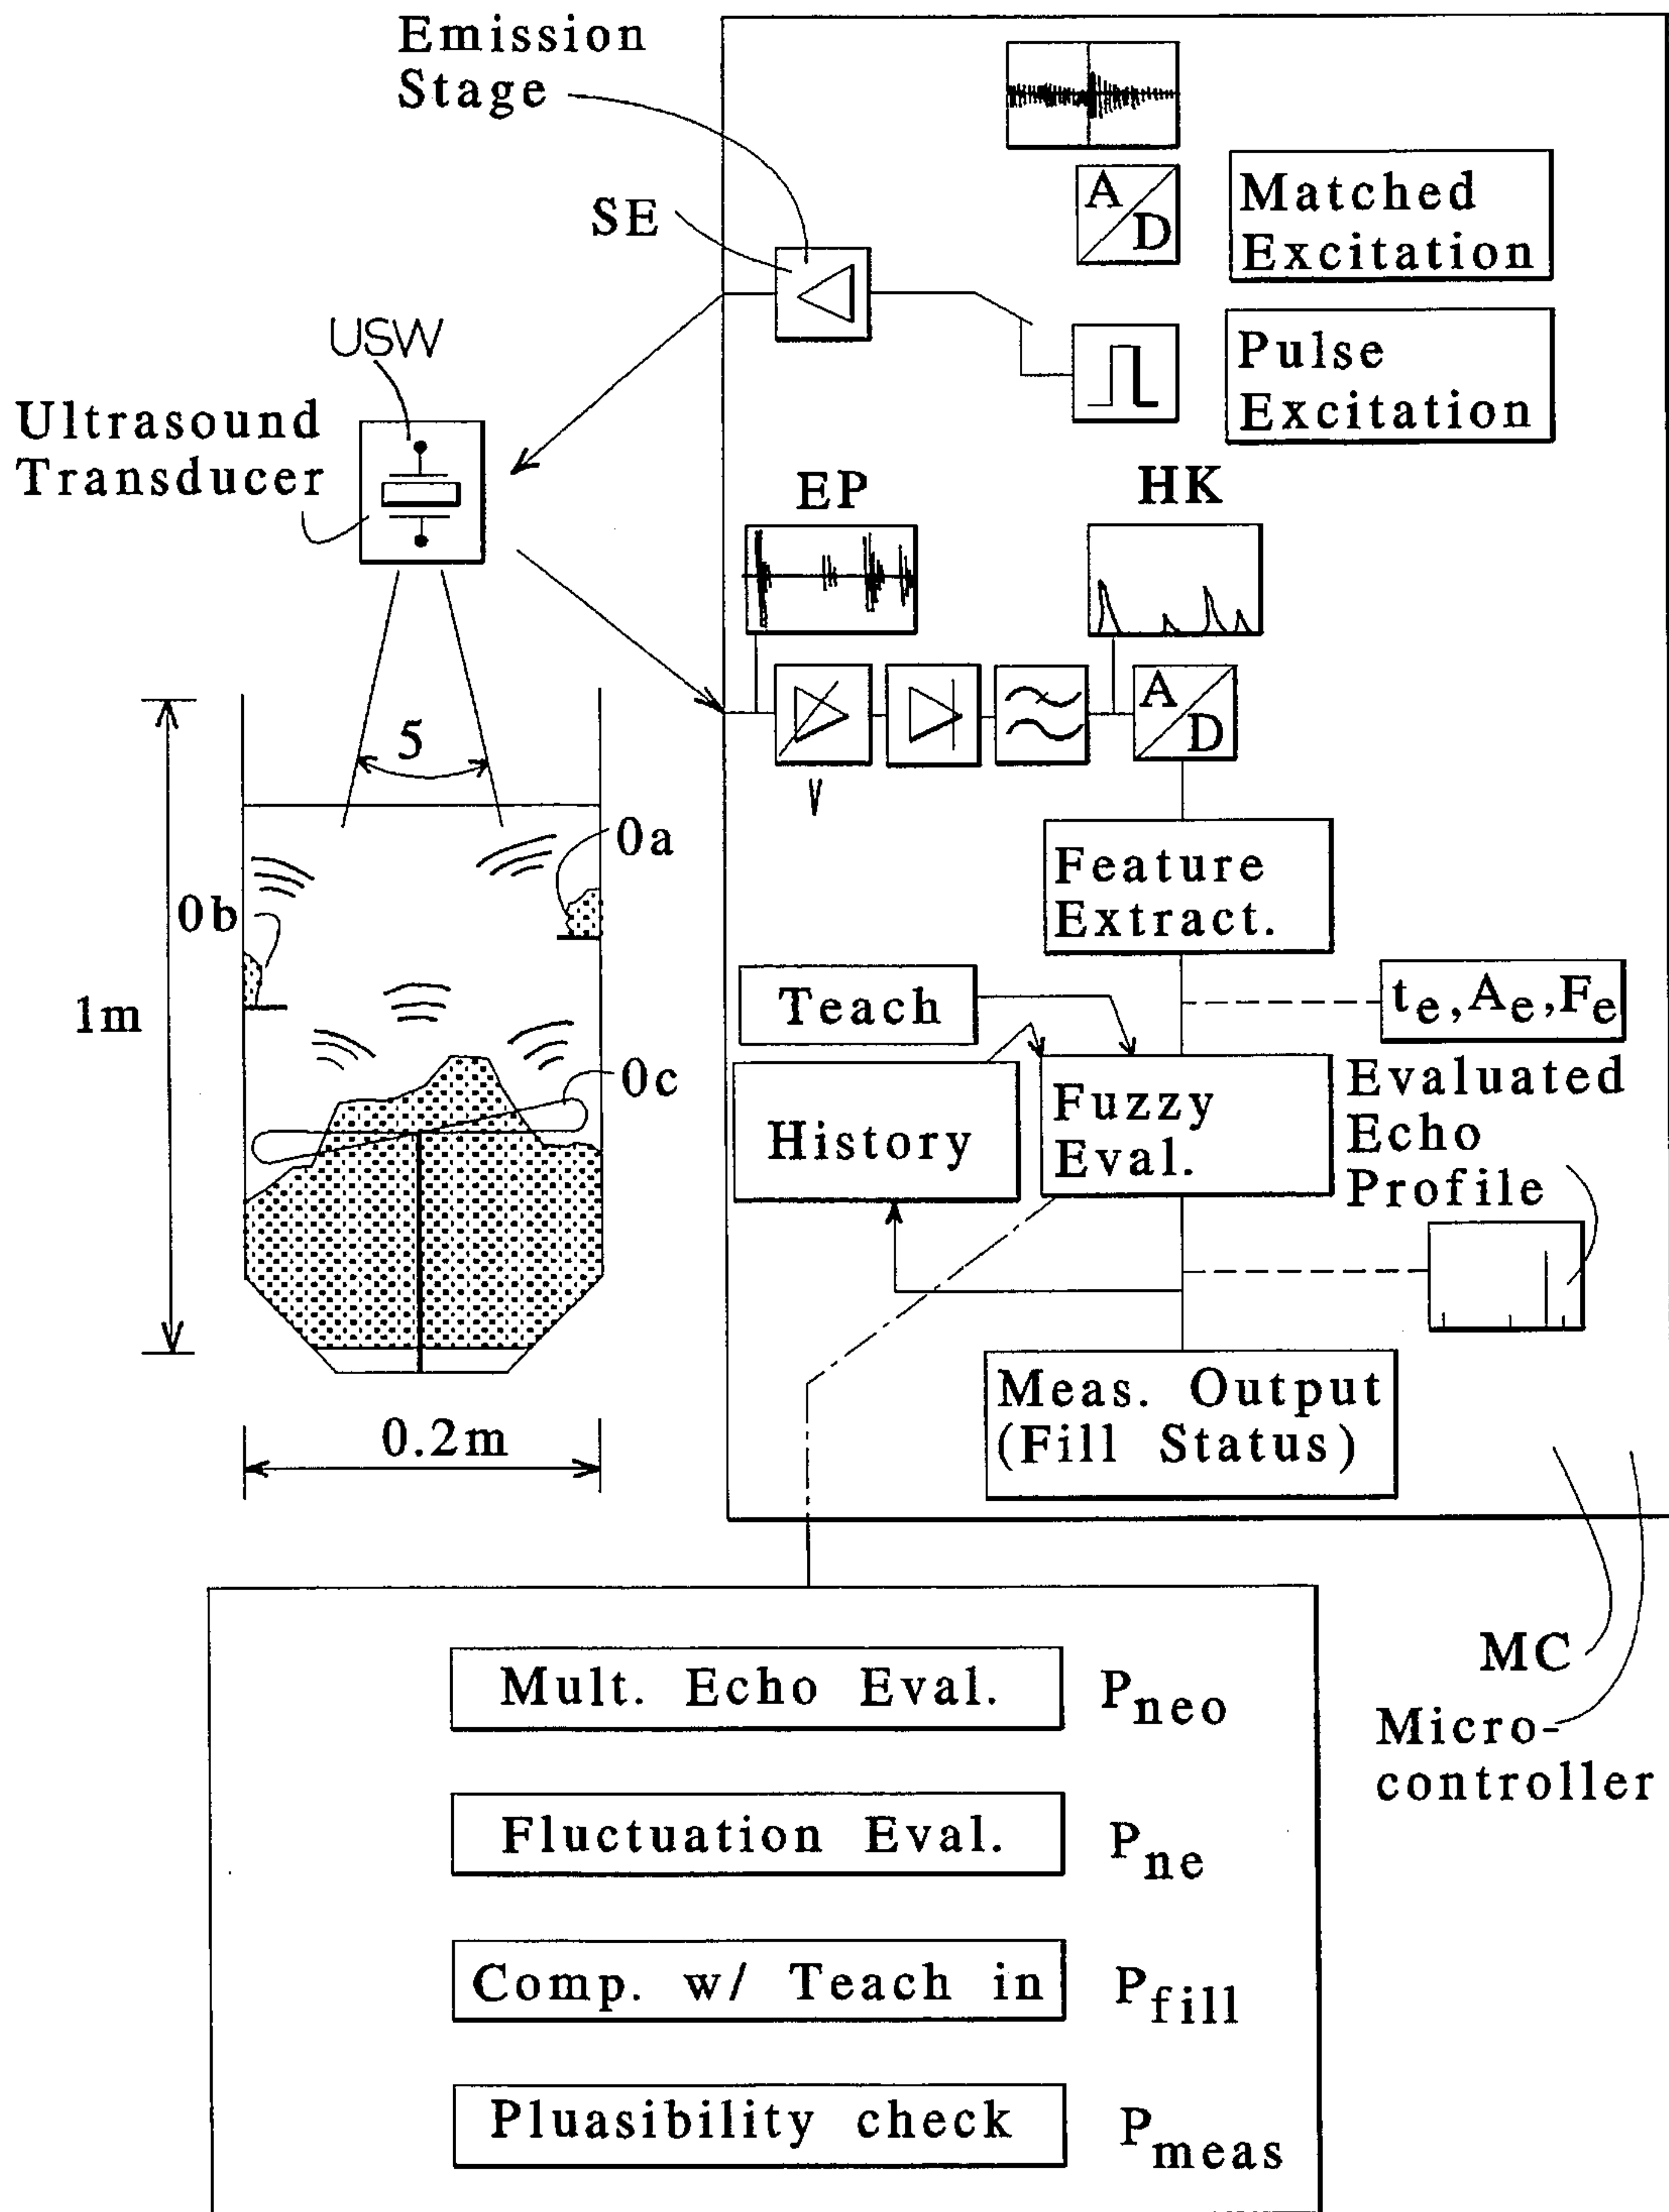 Emission
Stage
SE
A
D
Matched
Excitation
Pulse
Excitation
USW
Ultrasound
Transducer
EP
HK
A
D
V
5
0a
0b
0c
1m
0.2m
Feature
Extract.
Teach
te,Ae,Fe
History
Fuzzy
Eval.
Evaluated
Echo
Profile
Meas. Output
(Fill Status)
MC
Micro-
controller
Mult. Echo Eval.
Pneo
Fluctuation Eval.
Pne
Comp. w/ Teach in
Pfill
Pluasibility check
Pmeas